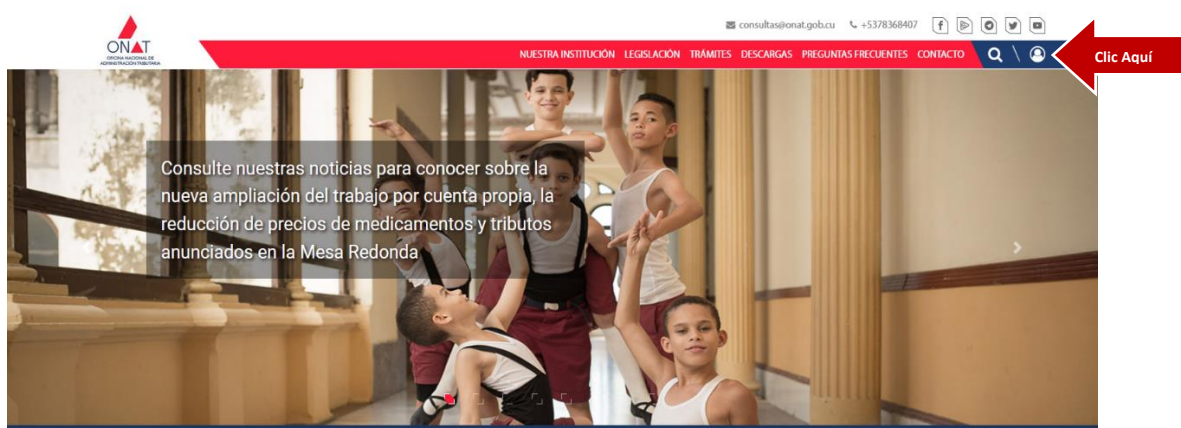 consultas@onat.gob.cu +5378368407
ONAT
OFICINA NACIONAL DE
ADMINISTRACIÓN TRIBUTARIA
NUESTRA INSTITUCIÓN LEGISLACIÓN TRÁMITES DESCARGAS PREGUNTAS FRECUENTES CONTACTO
Clic Aquí
Consulte nuestras noticias para conocer sobre la
nueva ampliación del trabajo por cuenta propia, la
reducción de precios de medicamentos y tributos
anunciados en la Mesa Redonda